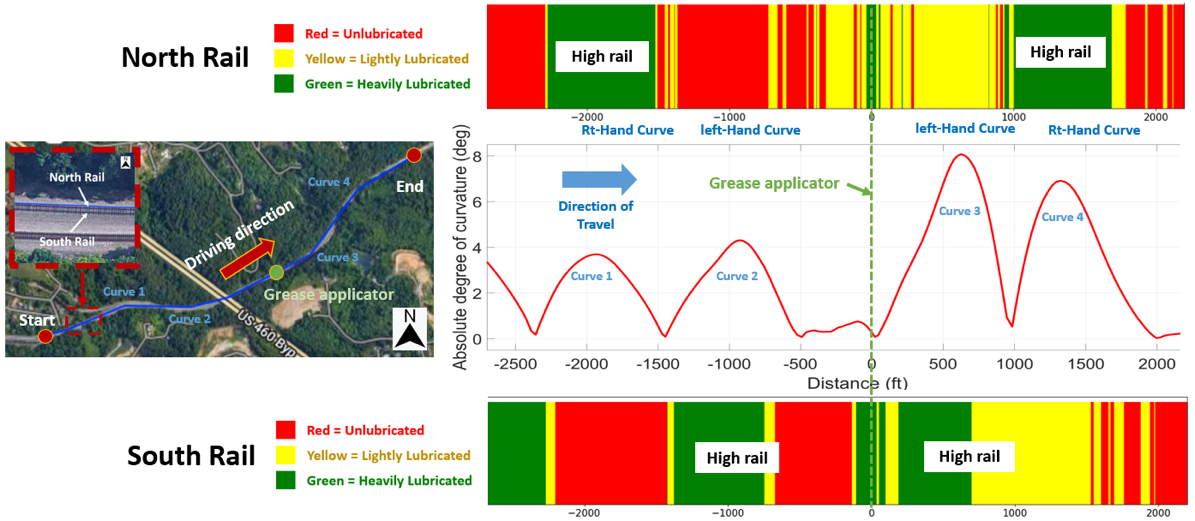 North Rail
Red = Unlubricated
Yellow = Lightly Lubricated
Green = Heavily Lubricated
High rail
High rail
−2000
−1000
0
1000
2000
Rt-Hand Curve
left-Hand Curve
left-Hand Curve
Rt-Hand Curve
N
North Rail
South Rail
Driving direction
Curve 4
End
Curve 3
Grease applicator
Curve 1
Curve 2
Start
US 460 Byp
N
Absolute degree of curvature (deg)
8
6
4
2
0
Direction of
Travel
Grease applicator
Curve 1
Curve 2
Curve 3
Curve 4
-2500
-2000
-1500
-1000
-500
0
500
1000
1500
2000
Distance (ft)
South Rail
Red = Unlubricated
Yellow = Lightly Lubricated
Green = Heavily Lubricated
High rail
High rail
−2000
−1000
0
1000
2000